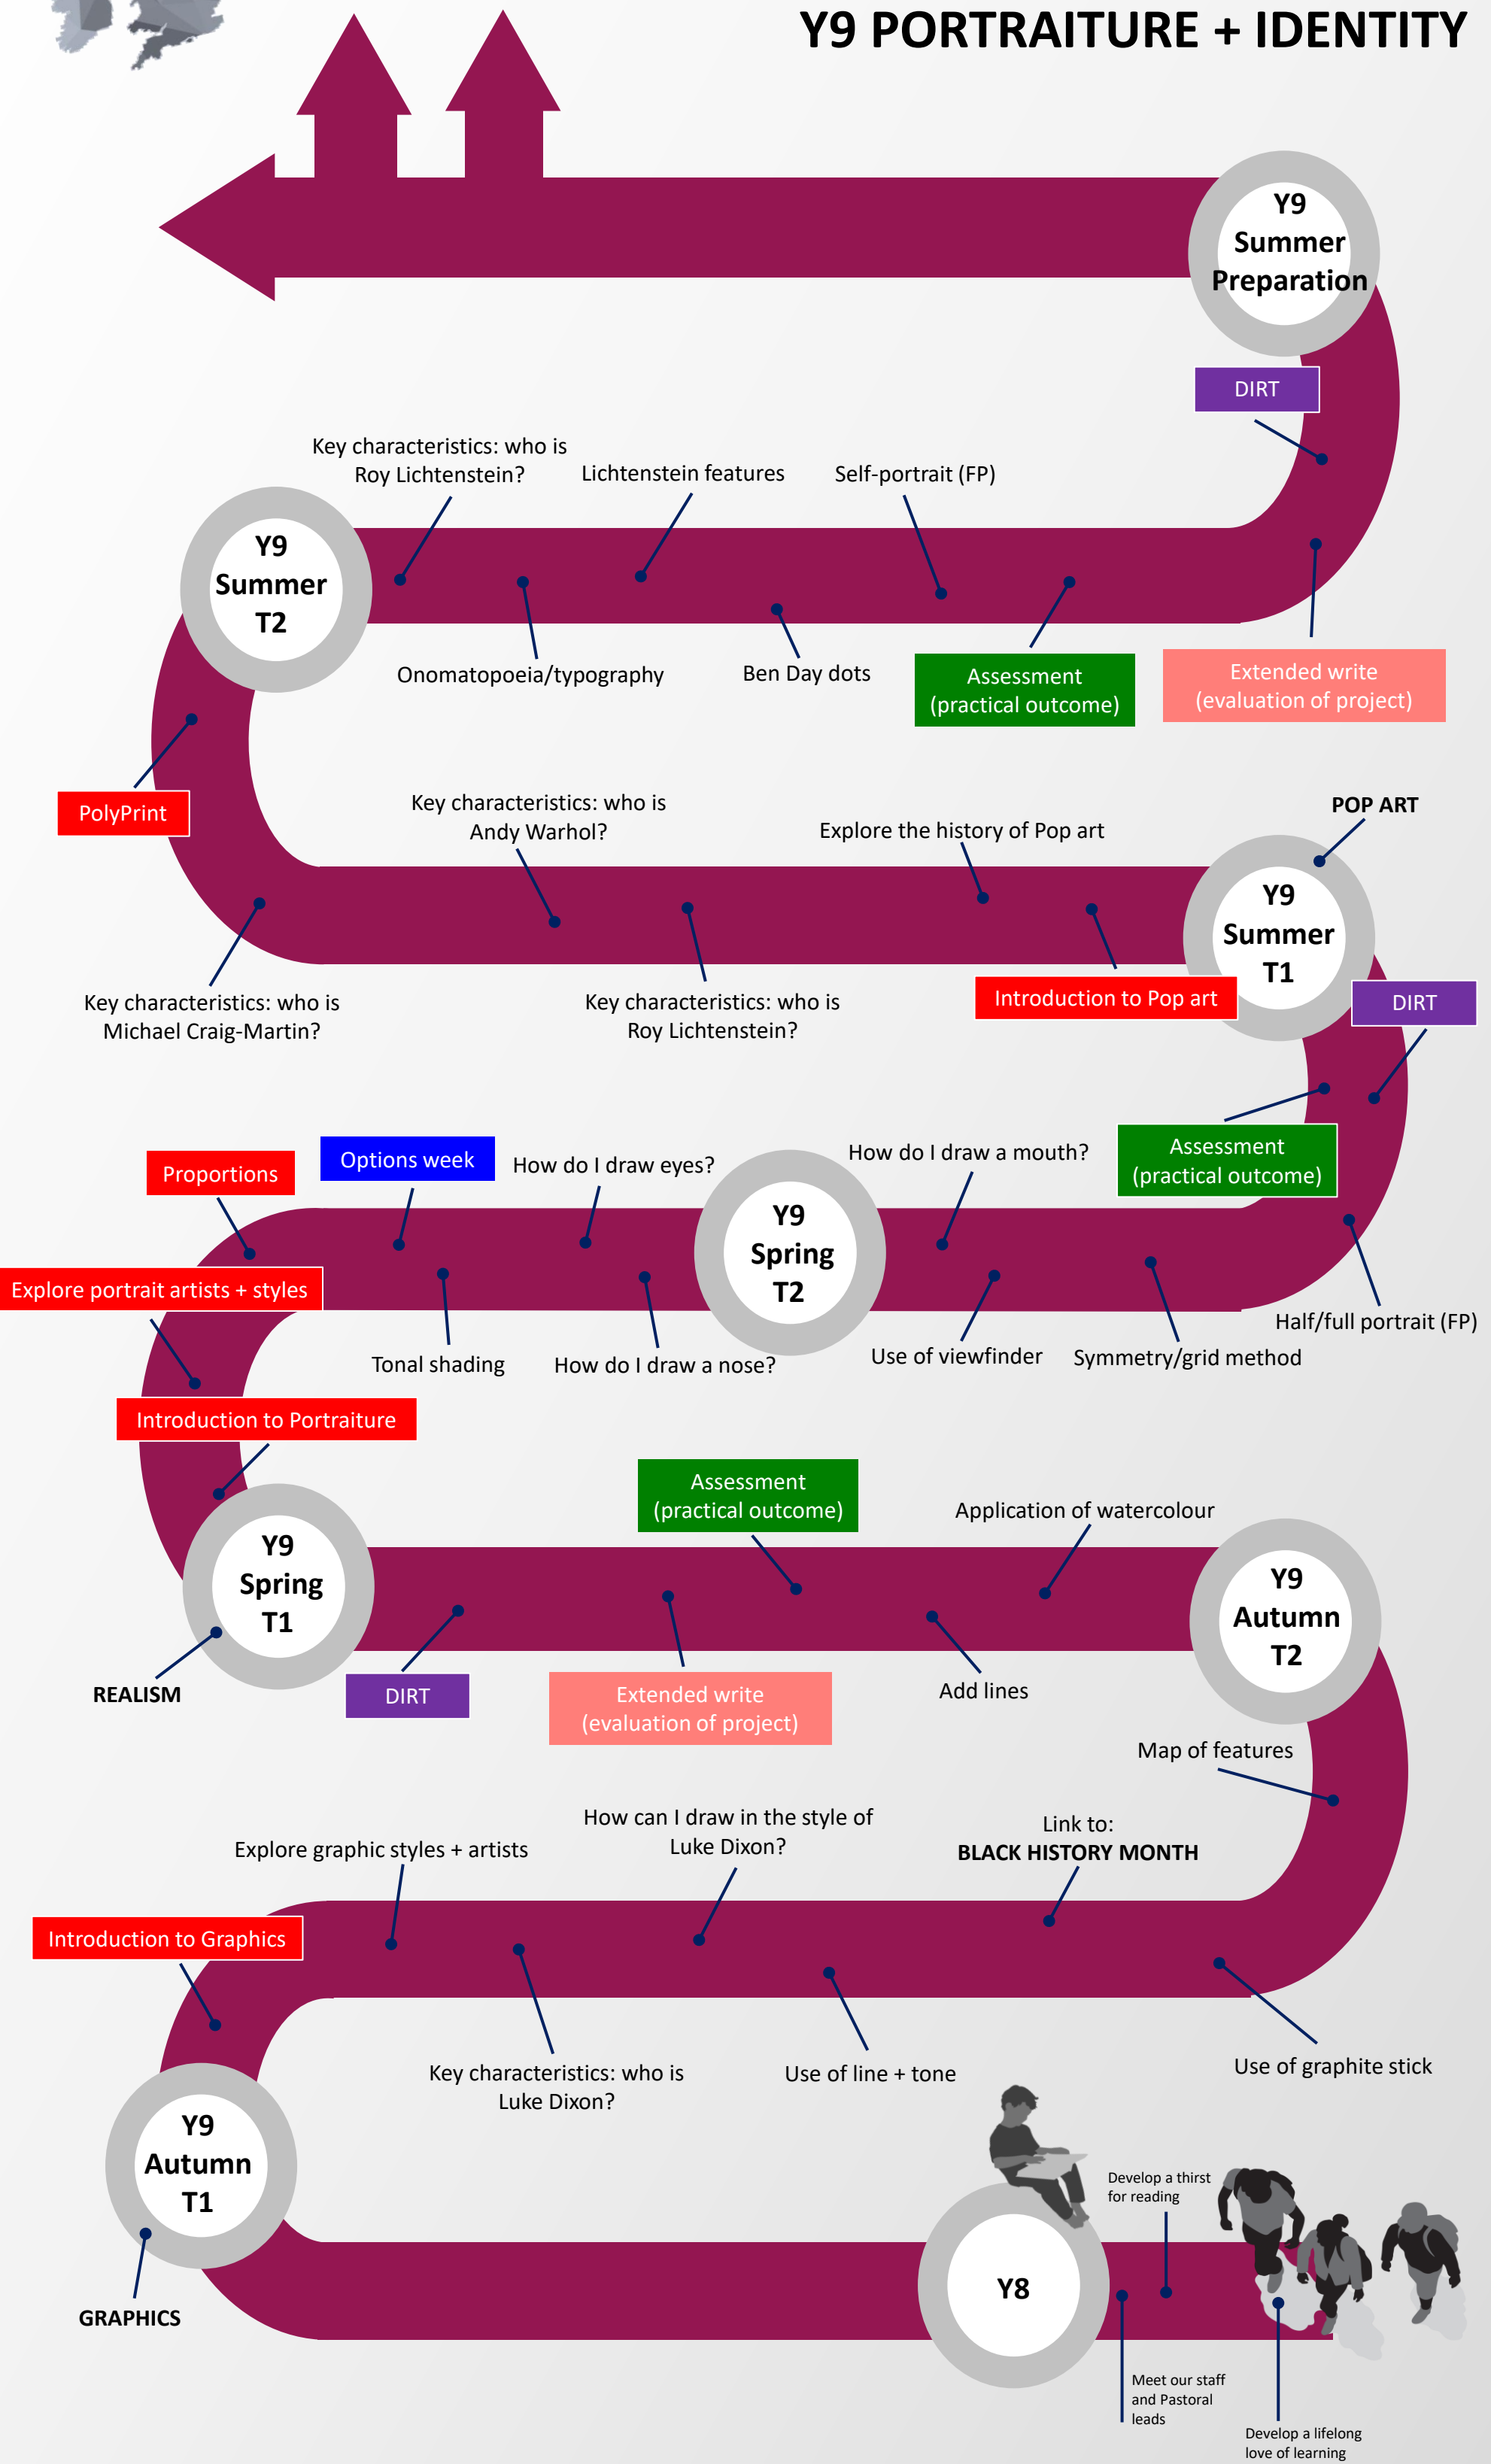 Y9 PORTRAITURE + IDENTITY
Y9
Summer
Preparation
DIRT
Key characteristics: who is
Roy Lichtenstein?
Lichtenstein features
Self-portrait (FP)
Y9
Summer
T2
Onomatopoeia/typography
Ben Day dots
Assessment
(practical outcome)
Extended write
(evaluation of project)
PolyPrint
Key characteristics: who is
Andy Warhol?
Explore the history of Pop art
POP ART
Y9
Summer
T1
Key characteristics: who is
Michael Craig-Martin?
Key characteristics: who is
Roy Lichtenstein?
Introduction to Pop art
DIRT
Proportions
Options week
How do I draw eyes?
How do I draw a mouth?
Assessment
(practical outcome)
Y9
Spring
T2
Explore portrait artists + styles
Tonal shading
How do I draw a nose?
Use of viewfinder
Symmetry/grid method
Half/full portrait (FP)
Introduction to Portraiture
Assessment
(practical outcome)
Application of watercolour
Y9
Spring
T1
Y9
Autumn
T2
REALISM
DIRT
Extended write
(evaluation of project)
Add lines
Map of features
Explore graphic styles + artists
How can I draw in the style of
Luke Dixon?
Link to:
BLACK HISTORY MONTH
Introduction to Graphics
Key characteristics: who is
Luke Dixon?
Use of line + tone
Use of graphite stick
Y9
Autumn
T1
GRAPHICS
Y8
Develop a thirst
for reading
Meet our staff
and Pastoral
leads
Develop a lifelong
love of learning